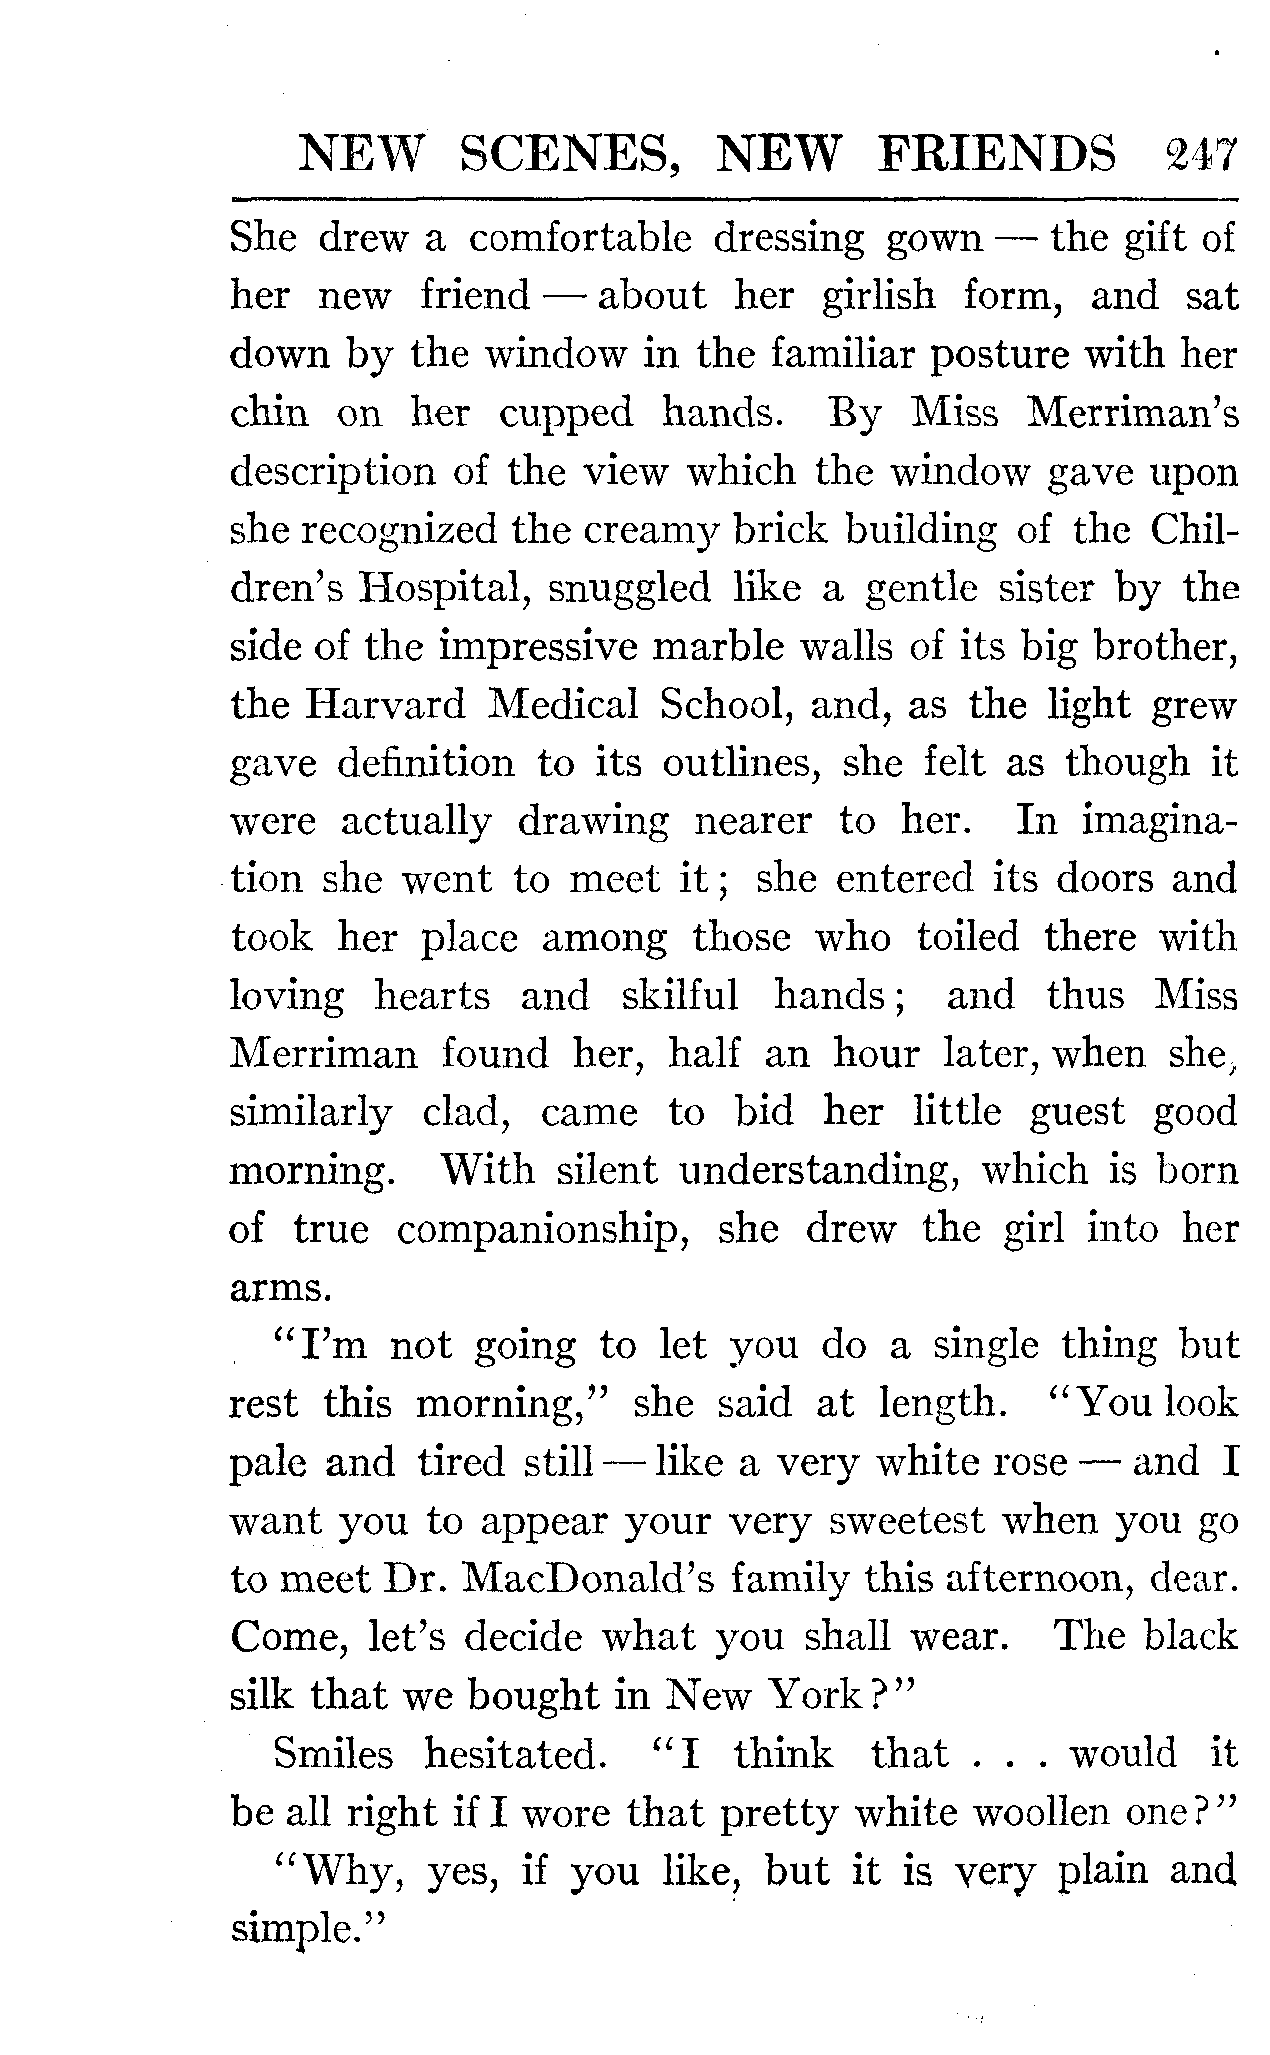 NEW SCENES, NEW FRIENDS 247
She drew a comfortable dressing gown — the gift of
her new friend — about her girlish form, and sat
down by the window in the familiar posture with her
chin on her cupped hands. By Miss Merriman's
description of the view which the window gave upon
she recognized the creamy brick building of the Chil-
dren's Hospital, snuggled like a gentle sister by the
side of the impressive marble walls of its big brother,
the Harvard Medical School, and, as the light grew
gave definition to its outlines, she felt as though it
were actually drawing nearer to her. In imagina-
tion she went to meet it; she entered its doors and
took her place among those who toiled there with
loving hearts and skilful hands; and thus Miss
Merriman found her, half an hour later, when she,
similarly clad, came to bid her little guest good
morning. With silent understanding, which is born
of true companionship, she drew the girl into her
arms.
"I'm not going to let you do a single thing but
rest this morning," she said at length. "You look
pale and tired still — like a very white rose — and I
want you to appear your very sweetest when you go
to meet Dr. MacDonald's family this afternoon, dear.
Come, let's decide what you shall wear. The black
silk that we bought in New York?"
Smiles hesitated. "I think that . . . would it
be all right if I wore that pretty white woollen one?"
"Why, yes, if you like, but it is very plain and
simple."